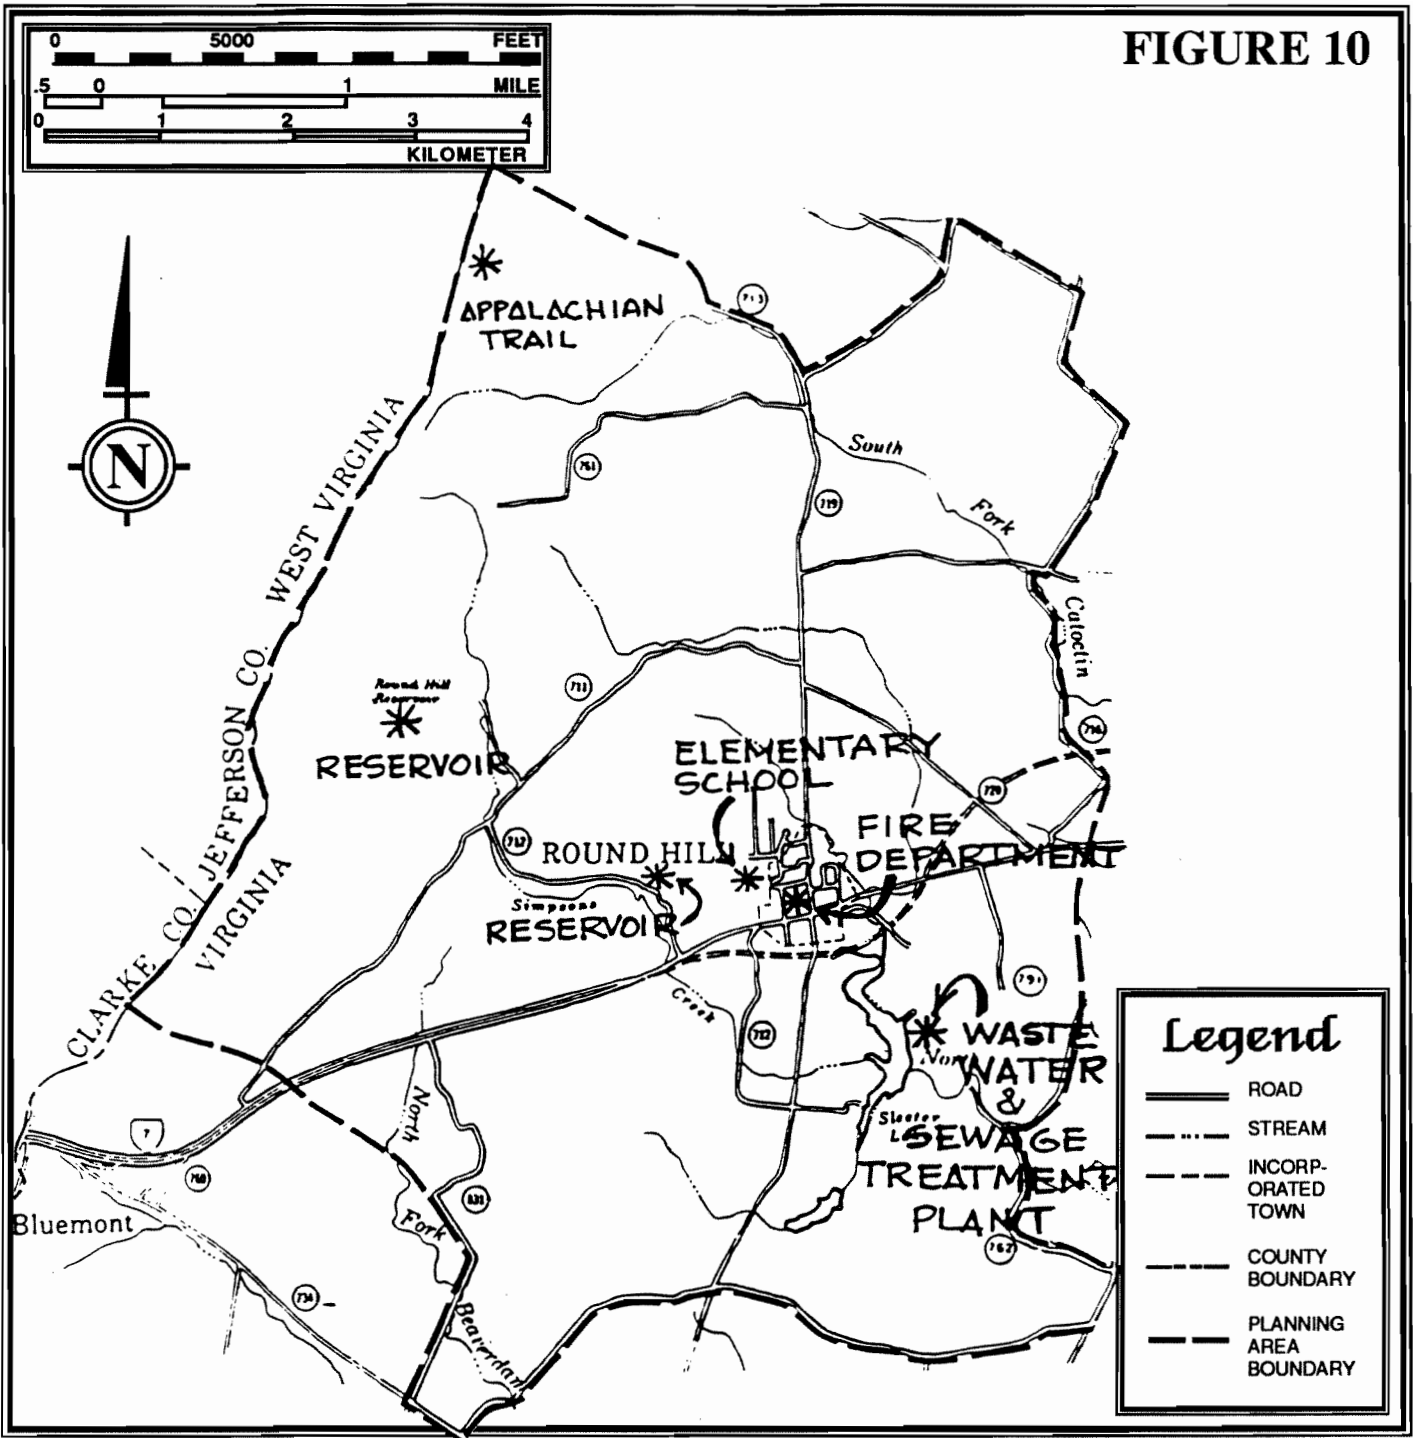 FIGURE 10
0 5000 FEET
.5 0 1 MILE
0 1 2 3 4
KILOMETER
APPALACHIAN
TRAIL
713
WEST VIRGINIA
761
South
Fork
719
Catoctin
JEFFERSON CO.
711
Round Hill
Reservoir
RESERVOIR
ELEMENTARY
SCHOOL
FIRE
DEPARTMENT
ROUND HILL
Simpsons
RESERVOIR
Creek
CLARKE CO.
VIRGINIA
N
791
712
WASTE
WATER
&
SEWAGE
TREATMENT
PLANT
Sleeter
North
Fork
7
760
831
Bluemont
734
Beaverdam
Legend
ROAD
STREAM
INCORP-
ORATED
TOWN
COUNTY
BOUNDARY
PLANNING
AREA
BOUNDARY